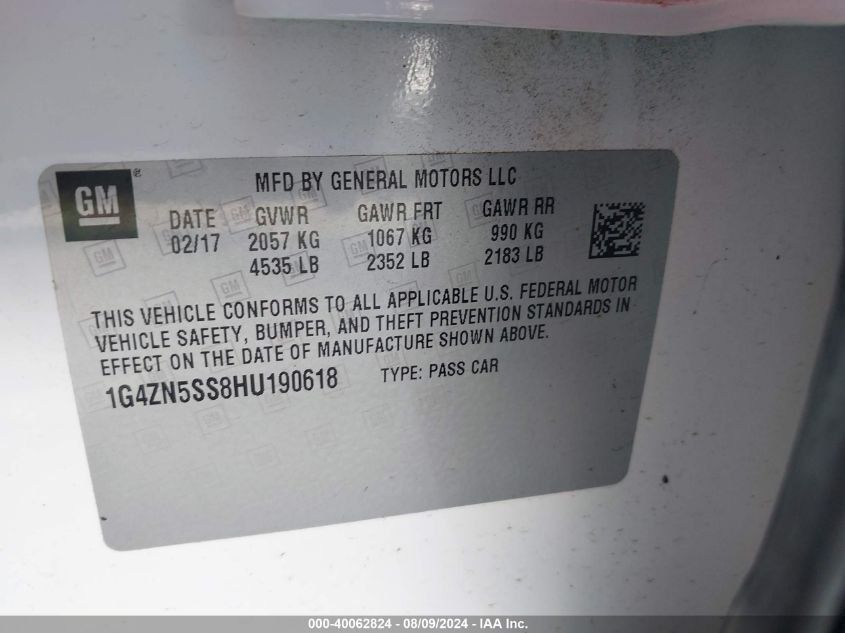 GM ®
MFD BY GENERAL MOTORS LLC
DATE GVWR GAWR FRT GAWR RR
02/17 2057 KG 1067 KG 990 KG
4535 LB 2352 LB 2183 LB
THIS VEHICLE CONFORMS TO ALL APPLICABLE U.S. FEDERAL MOTOR
VEHICLE SAFETY, BUMPER, AND THEFT PREVENTION STANDARDS IN
EFFECT ON THE DATE OF MANUFACTURE SHOWN ABOVE.
1G4ZN5SS8HU190618 TYPE: PASS CAR
000-40062824 - 08/09/2024 - IAA Inc.